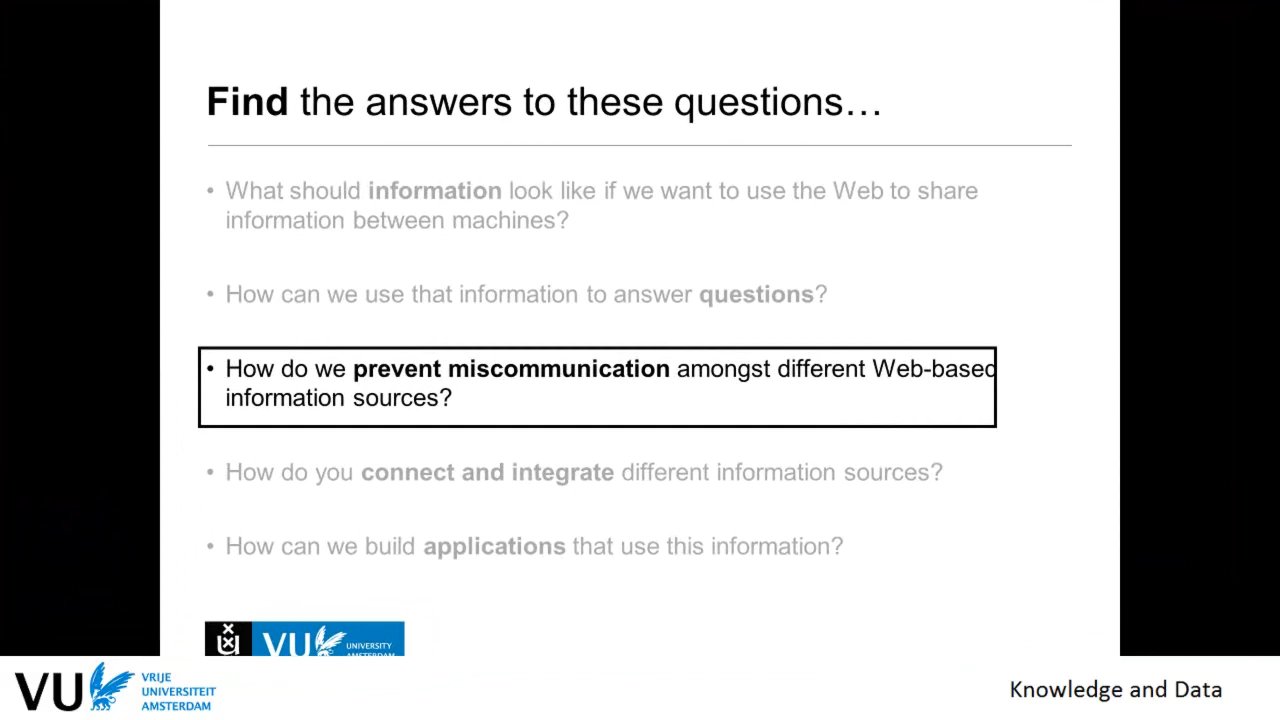 Find the answers to these questions…
• What should information look like if we want to use the Web to share
information between machines?
• How can we use that information to answer questions?
• How do we prevent miscommunication amongst different Web-based
information sources?
• How do you connect and integrate different information sources?
• How can we build applications that use this information?
VU UNIVERSITY
AMSTERDAM
VU VRIJE
UNIVERSITEIT
AMSTERDAM
Knowledge and Data